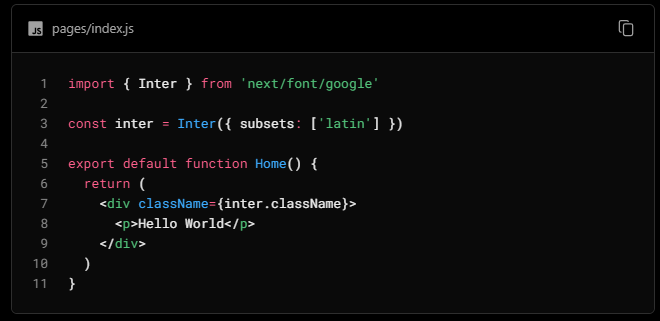 JS pages/index.js
1 import { Inter } from 'next/font/google'
2
3 const inter = Inter({ subsets: ['latin'] })
4
5 export default function Home() {
6   return (
7     <div className={inter.className}>
8       <p>Hello World</p>
9     </div>
10   )
11 }